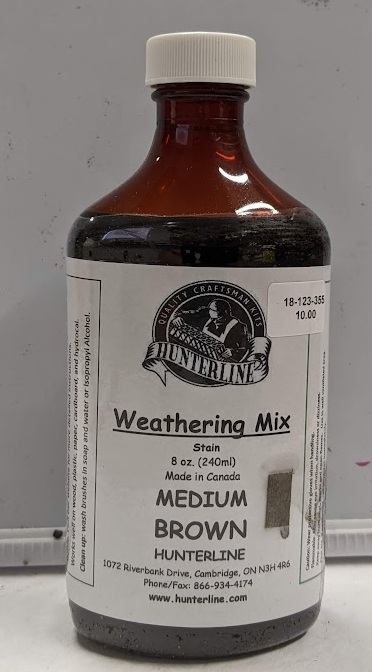 QUALITY CRAFTSMAN KITS
HUNTERLINE
18-123-355
10.00
Weathering Mix
Stain
8 oz. (240ml)
Made in Canada
MEDIUM
BROWN
HUNTERLINE
1072 Riverbank Drive, Cambridge, ON N3H 4R6
Phone/Fax: 866-934-4174
www.hunterline.com
Works well on wood, plastic, paper, cardboard, and hydrocal.
Clean up: wash brushes in soap and water or Isopropyl Alcohol.